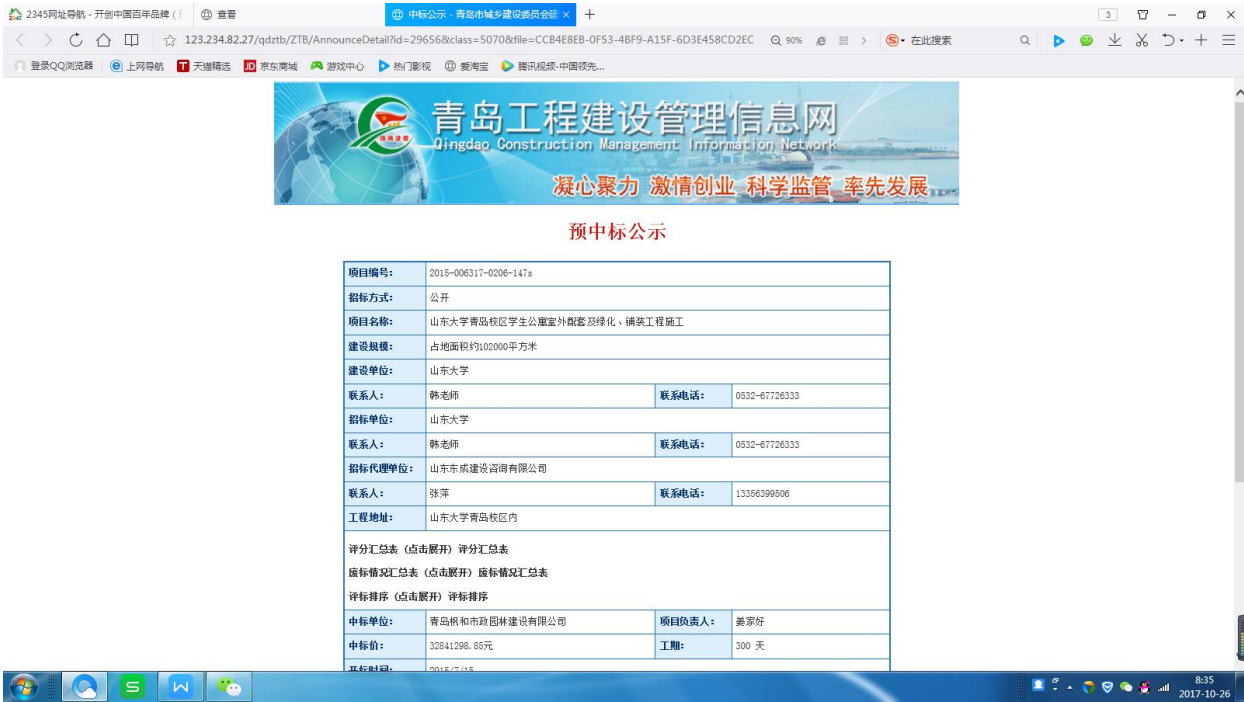 2345网址导航 - 开创中国百年品牌 (
查看
中标公示 - 青岛市城乡建设委员会
3
123.234.82.27/qdztb/ZTB/AnnounceDetail?id=29656&class=5070&file=CCB4E8EB-0F53-4BF9-A15F-6D3E458CD2EC
90%
在此搜索
登录QQ浏览器
上网导航
天猫精选
京东商城
游戏中心
热门影视
爱淘宝
腾讯视频-中国领先...
青岛工程建设管理信息网
Qingdao Construction Management Information Network
凝心聚力 激情创业 科学监管 率先发展
预中标公示
项目编号： 2015-006317-0206-147s
招标方式： 公开
项目名称： 山东大学青岛校区学生公寓室外配套及绿化、铺装工程施工
建设规模： 占地面积约102000平方米
建设单位： 山东大学
联系人： 韩老师 联系电话： 0532-67726333
招标单位： 山东大学
联系人： 韩老师 联系电话： 0532-67726333
招标代理单位： 山东东成建设咨询有限公司
联系人： 张萍 联系电话： 13356399506
工程地址： 山东大学青岛校区内
评分汇总表（点击展开）评分汇总表
废标情况汇总表（点击展开）废标情况汇总表
评标排序（点击展开）评标排序
中标单位： 青岛枫和市政园林建设有限公司 项目负责人： 姜家好
中标价： 32841298.85元 工期： 300 天
开标时间： 2015/7/15
8:35
2017-10-26